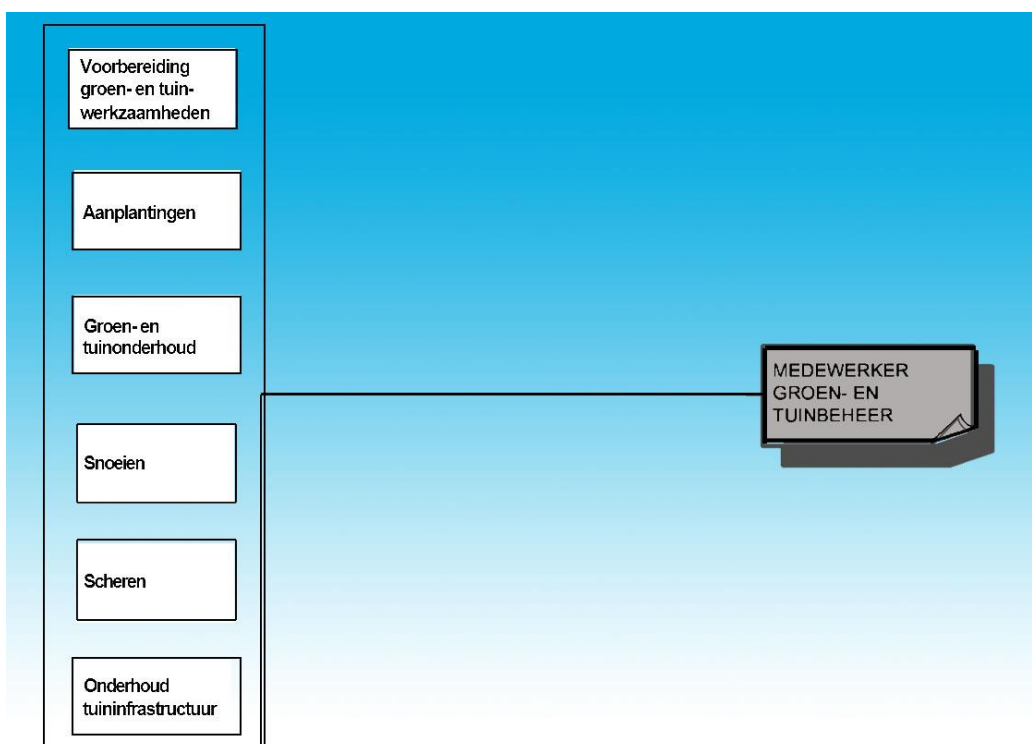 Voorbereiding
groen- en tuin-
werkzaamheden
Aanplantingen
Groen- en
tuinonderhoud
Snoeien
Scheren
Onderhoud
tuininfrastructuur
MEDEWERKER
GROEN- EN
TUINBEHEER